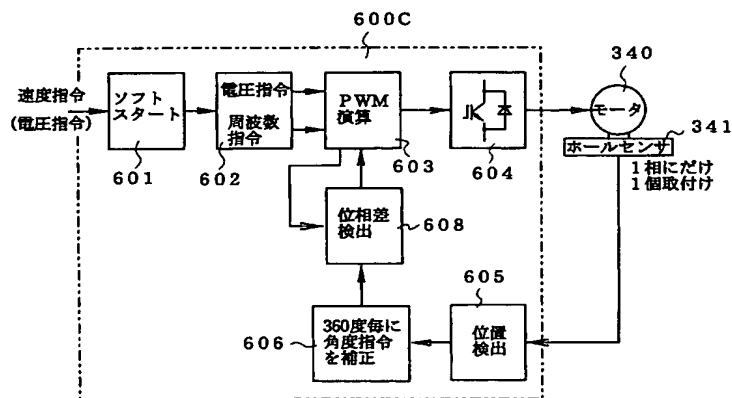 600C
速度指令
(電圧指令)
ソフト
スタート
601
電圧指令
周波数
指令
602
PWM
演算
603
604
340
モータ
341
ホールセンサ
1相にだけ
1個取付け
位相差
検出
608
605
位置
検出
606
360度毎に
角度指令
を補正